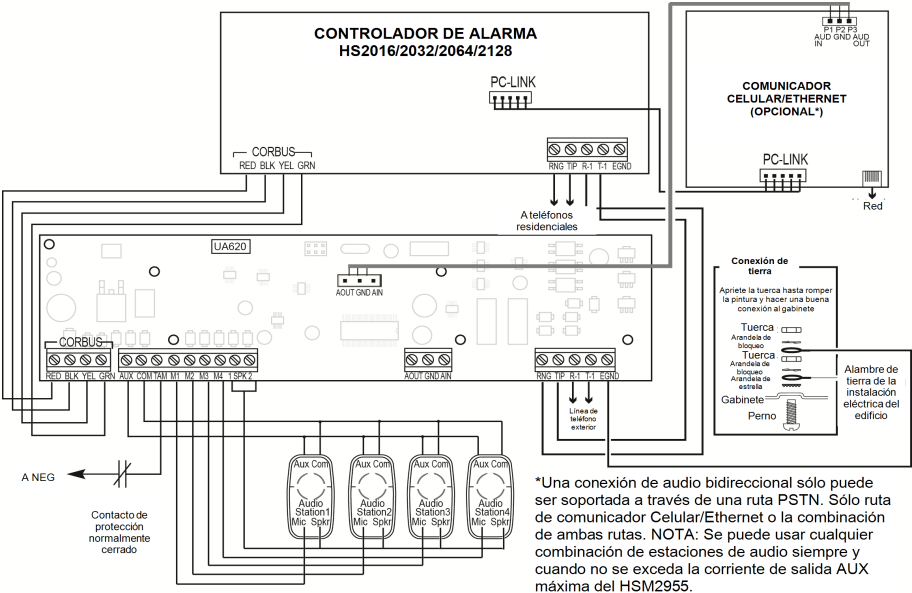 CONTROLADOR DE ALARMA
HS2016/2032/2064/2128
PC-LINK
CORBUS
RED BLK YEL GRN
RNG TIP R-1 T-1 EGND
A teléfonos
residenciales
P1 P2 P3
AUD GND AUD
IN OUT
COMUNICADOR
CELULAR/ETHERNET
(OPCIONAL*)
PC-LINK
Red
UA620
AOUT GND AIN
CORBUS
RED BLK YEL GRN
AUX COM TAM M1 M2 M3 M4 1 SPK 2
AOUT GND AIN
RNG TIP R-1 T-1 EGND
Línea de
teléfono
exterior
Conexión de
tierra
Apriete la tuerca hasta romper
la pintura y hacer una buena
conexión al gabinete
Tuerca
Arandela de
bloqueo
Tuerca
Arandela de
bloqueo
Arandela de
estrella
Gabinete
Perno
Alambre de
tierra de la
instalación
eléctrica del
edificio
A NEG
Contacto de
protección
normalmente
cerrado
Aux Com
Audio
Station1
Mic Spkr
Aux Com
Audio
Station2
Mic Spkr
Aux Com
Audio
Station3
Mic Spkr
Aux Com
Audio
Station4
Mic Spkr
*Una conexión de audio bidireccional sólo puede
ser soportada a través de una ruta PSTN. Sólo ruta
de comunicador Celular/Ethernet o la combinación
de ambas rutas. NOTA: Se puede usar cualquier
combinación de estaciones de audio siempre y
cuando no se exceda la corriente de salida AUX
máxima del HSM2955.